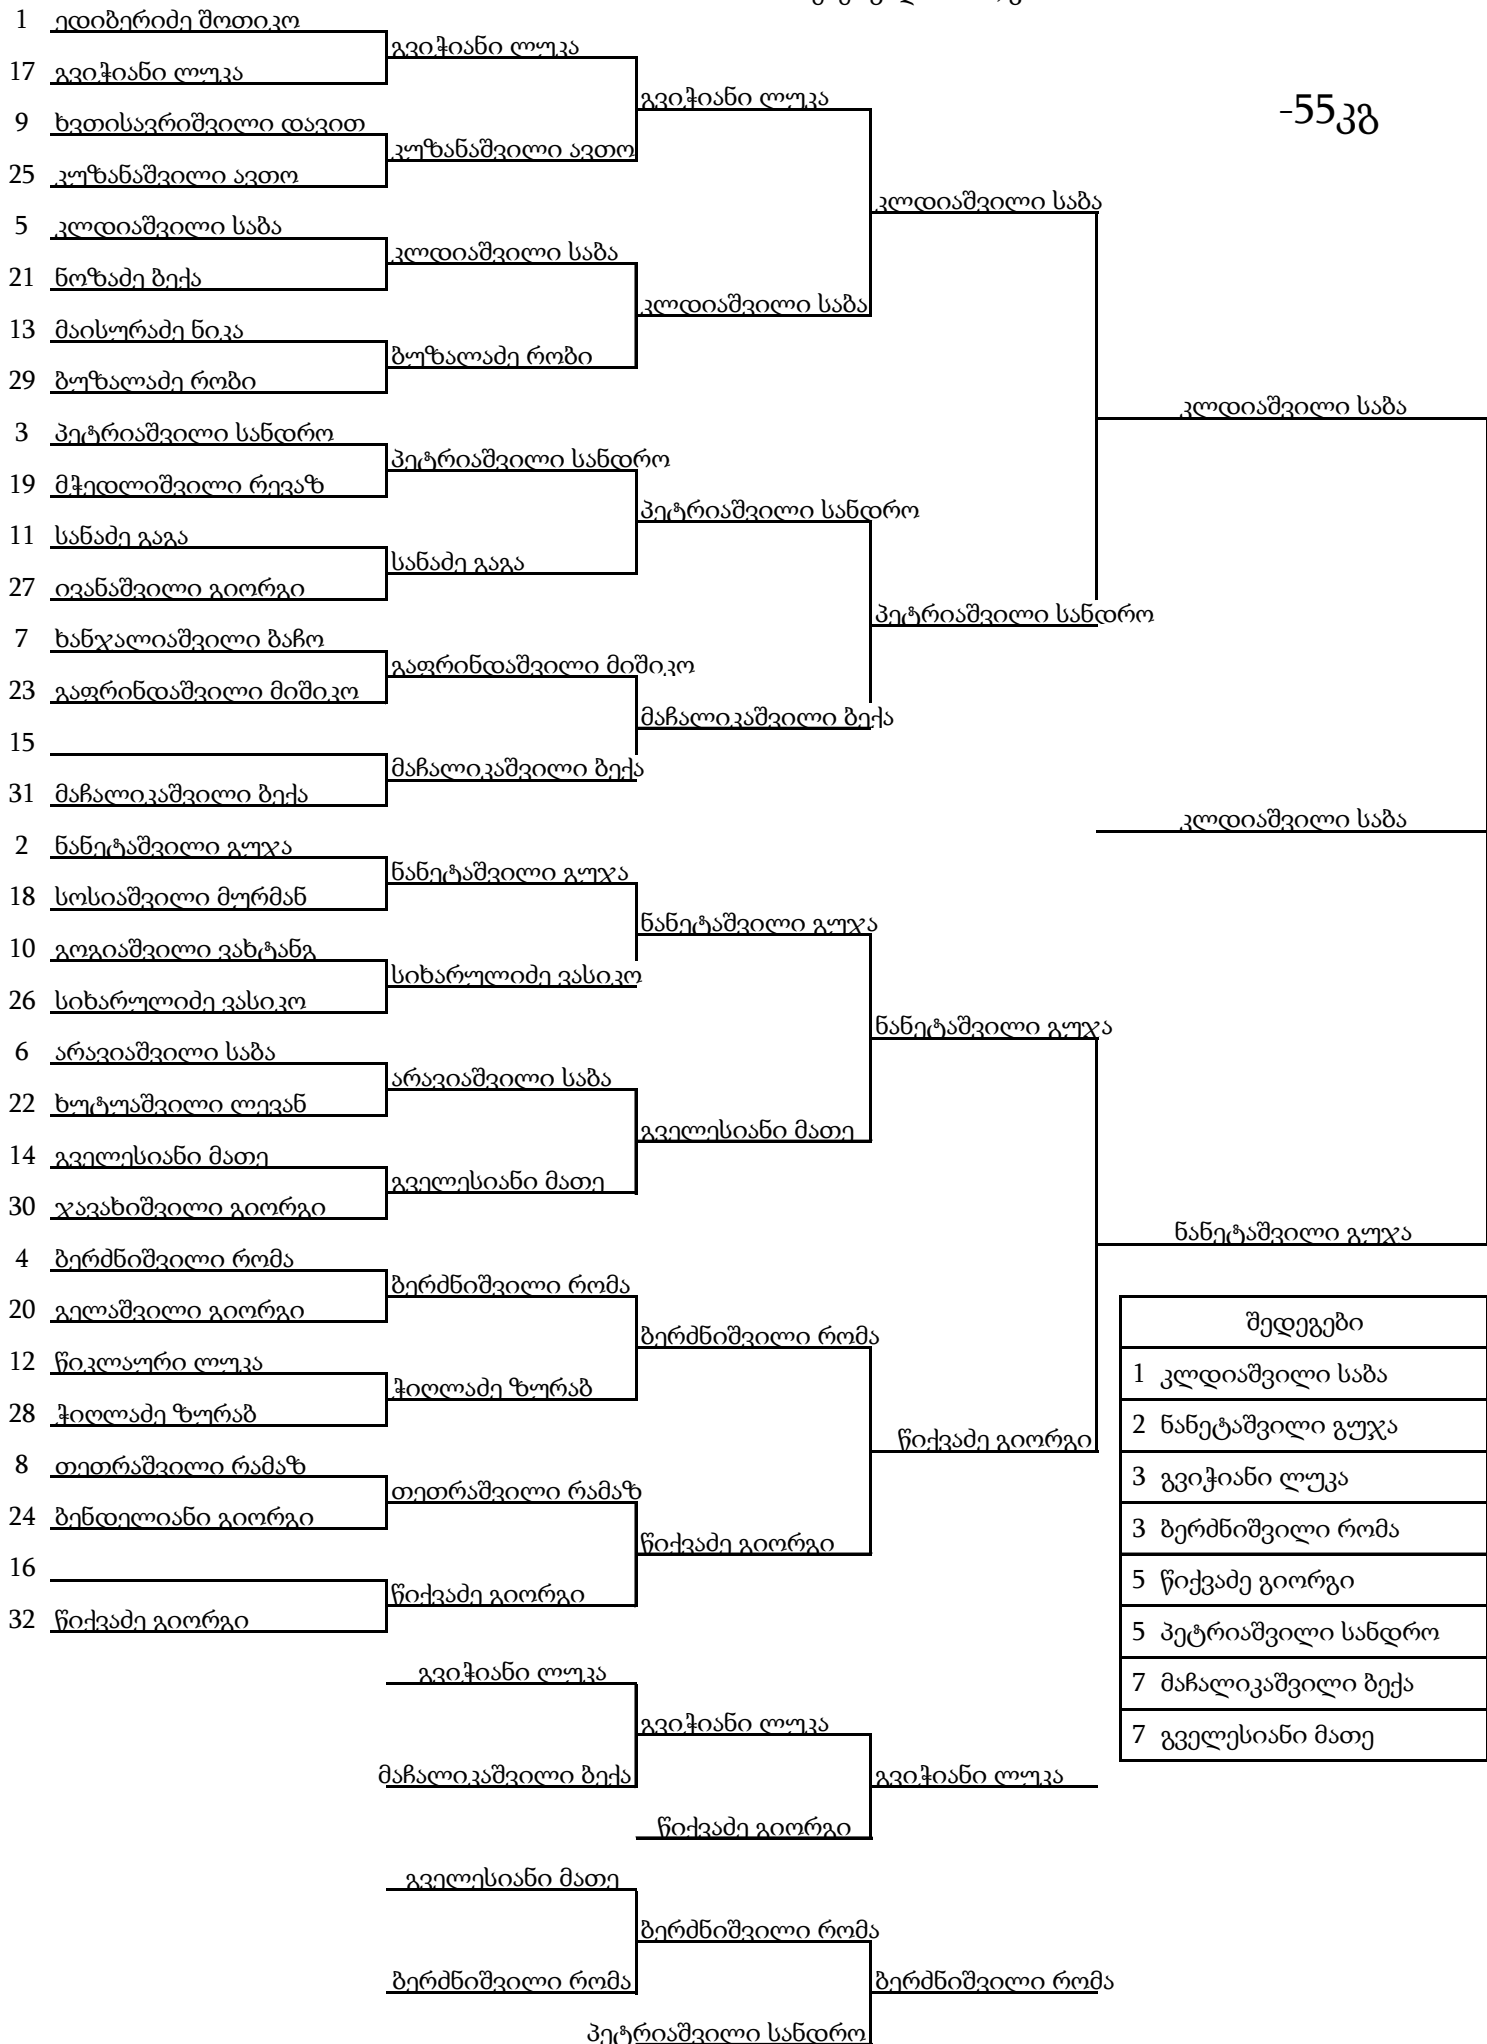 1 ედიბერიძე შოთიკო
გვიჭიანი ლუკა
17 გვიჭიანი ლუკა
გვიჭიანი ლუკა
-55კგ
9 ხვთისავრიშვილი დავით
კუზანაშვილი ავთო
25 კუზანაშვილი ავთო
კლდიაშვილი საბა
5 კლდიაშვილი საბა
კლდიაშვილი საბა
21 ნოზაძე ბექა
კლდიაშვილი საბა
13 მაისურაძე ნიკა
ბუზალაძე რობი
29 ბუზალაძე რობი
კლდიაშვილი საბა
3 პეტრიაშვილი სანდრო
პეტრიაშვილი სანდრო
19 მჭედლიშვილი რევაზ
პეტრიაშვილი სანდრო
11 სანაძე გაგა
სანაძე გაგა
27 ივანაშვილი გიორგი
პეტრიაშვილი სანდრო
7 ხანჯალიაშვილი ბაჩო
გაფრინდაშვილი მიშიკო
23 გაფრინდაშვილი მიშიკო
მაჩალიკაშვილი ბექა
15
მაჩალიკაშვილი ბექა
31 მაჩალიკაშვილი ბექა
კლდიაშვილი საბა
2 ნანეტაშვილი გუჯა
ნანეტაშვილი გუჯა
18 სოსიაშვილი მურმან
ნანეტაშვილი გუჯა
10 გოგიაშვილი ვახტანგ
სიხარულიძე ვასიკო
26 სიხარულიძე ვასიკო
ნანეტაშვილი გუჯა
6 არავიაშვილი საბა
არავიაშვილი საბა
22 ხუტუაშვილი ლევან
გველესიანი მათე
14 გველესიანი მათე
გველესიანი მათე
30 ჯავახიშვილი გიორგი
ნანეტაშვილი გუჯა
4 ბერძნიშვილი რომა
ბერძნიშვილი რომა
20 გელაშვილი გიორგი
შედეგები
ბერძნიშვილი რომა
12 წიკლაური ლუკა
1 კლდიაშვილი საბა
ჭიღლაძე ზურაბ
28 ჭიღლაძე ზურაბ
2 ნანეტაშვილი გუჯა
წიქვაძე გიორგი
8 თეთრაშვილი რამაზ
3 გვიჭიანი ლუკა
თეთრაშვილი რამაზ
24 ბენდელიანი გიორგი
3 ბერძნიშვილი რომა
წიქვაძე გიორგი
16
5 წიქვაძე გიორგი
წიქვაძე გიორგი
32 წიქვაძე გიორგი
5 პეტრიაშვილი სანდრო
გვიჭიანი ლუკა
7 მაჩალიკაშვილი ბექა
გვიჭიანი ლუკა
7 გველესიანი მათე
მაჩალიკაშვილი ბექა
გვიჭიანი ლუკა
წიქვაძე გიორგი
გველესიანი მათე
ბერძნიშვილი რომა
ბერძნიშვილი რომა
ბერძნიშვილი რომა
პეტრიაშვილი სანდრო